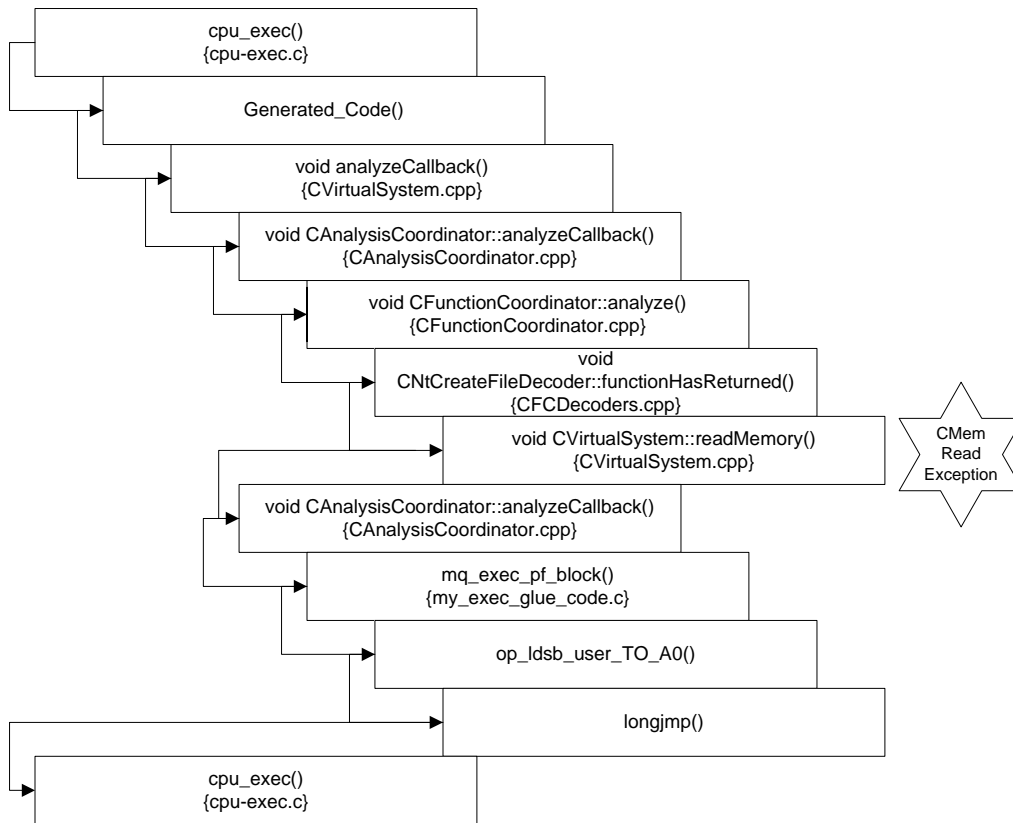 cpu_exec()
{cpu-exec.c}
Generated_Code()
void analyzeCallback()
{CVirtualSystem.cpp}
void CAnalysisCoordinator::analyzeCallback()
{CAnalysisCoordinator.cpp}
void CFunctionCoordinator::analyze()
{CFunctionCoordinator.cpp}
void
CNtCreateFileDecoder::functionHasReturned()
{CFCDecoders.cpp}
void CVirtualSystem::readMemory()
{CVirtualSystem.cpp}
CMem
Read
Exception
void CAnalysisCoordinator::analyzeCallback()
{CAnalysisCoordinator.cpp}
mq_exec_pf_block()
{my_exec_glue_code.c}
op_ldsb_user_TO_A0()
longjmp()
cpu_exec()
{cpu-exec.c}